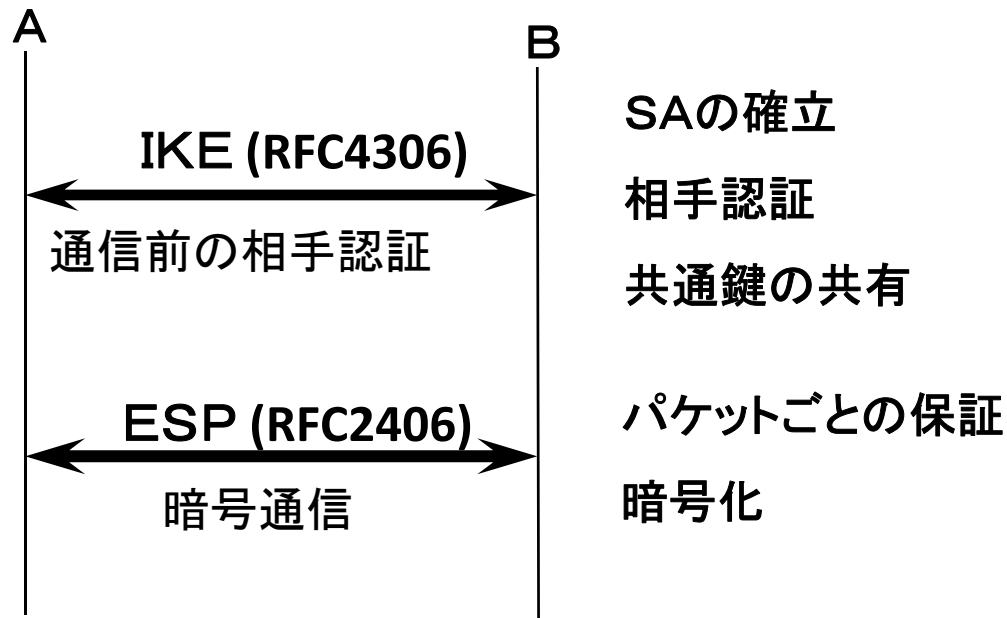 A
B
IKE (RFC4306)
通信前の相手認証
SAの確立
相手認証
共通鍵の共有
ESP (RFC2406)
暗号通信
パケットごとの保証
暗号化